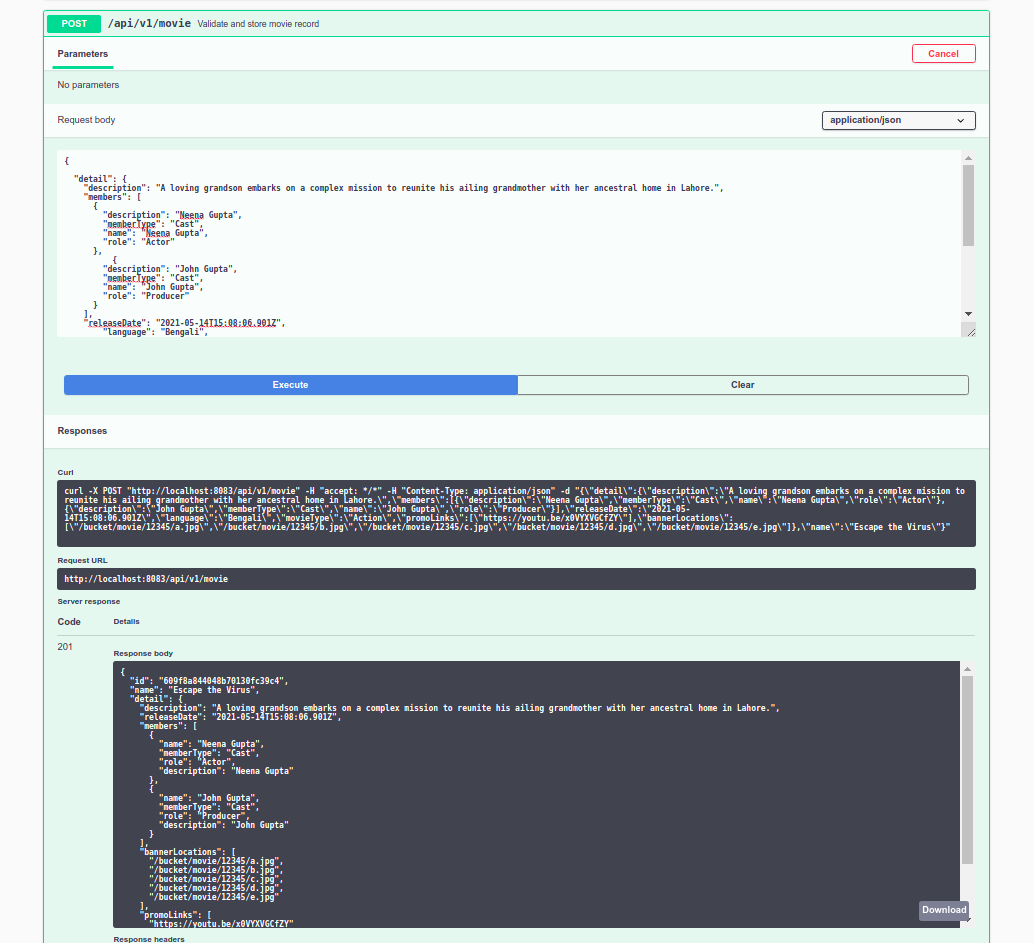 POST /api/v1/movie Validate and store movie record
Parameters Cancel
No parameters
Request body application/json
{
"detail": {
"description": "A loving grandson embarks on a complex mission to reunite his ailing grandmother with her ancestral home in Lahore.",
"members": [
{
"description": "Neena Gupta",
"memberType": "Cast",
"name": "Neena Gupta",
"role": "Actor"
},
{
"description": "John Gupta",
"memberType": "Cast",
"name": "John Gupta",
"role": "Producer"
}
],
"releaseDate": "2021-05-14T15:08:06.901Z",
"language": "Bengali",
Execute Clear
Responses
Curl
curl -X POST "http://localhost:8083/api/v1/movie" -H "accept: */*" -H "Content-Type: application/json" -d "{\"detail\":{\"description\":\"A loving grandson embarks on a complex mission to
reunite his ailing grandmother with her ancestral home in Lahore.\",\"members\":[{\"description\":\"Neena Gupta\",\"memberType\":\"Cast\",\"name\":\"Neena Gupta\",\"role\":\"Actor\"},
{\"description\":\"John Gupta\",\"memberType\":\"Cast\",\"name\":\"John Gupta\",\"role\":\"Producer\"}],\"releaseDate\":\"2021-05-
14T15:08:06.901Z\",\"language\":\"Bengali\",\"movieType\":\"Action\",\"promoLinks\":[\"https://youtu.be/x0VYXVGCfZY\"],\"bannerLocations\":
[\"/bucket/movie/12345/a.jpg\",\"/bucket/movie/12345/b.jpg\",\"/bucket/movie/12345/c.jpg\",\"/bucket/movie/12345/d.jpg\",\"/bucket/movie/12345/e.jpg\"]},\"name\":\"Escape the Virus\"}"
Request URL
http://localhost:8083/api/v1/movie
Server response
Code Details
201
Response body
{
"id": "609f8a844048b70130fc39c4",
"name": "Escape the Virus",
"detail": {
"description": "A loving grandson embarks on a complex mission to reunite his ailing grandmother with her ancestral home in Lahore.",
"releaseDate": "2021-05-14T15:08:06.901Z",
"members": [
{
"name": "Neena Gupta",
"memberType": "Cast",
"role": "Actor",
"description": "Neena Gupta"
},
{
"name": "John Gupta",
"memberType": "Cast",
"role": "Producer",
"description": "John Gupta"
}
],
"bannerLocations": [
"/bucket/movie/12345/a.jpg",
"/bucket/movie/12345/b.jpg",
"/bucket/movie/12345/c.jpg",
"/bucket/movie/12345/d.jpg",
"/bucket/movie/12345/e.jpg"
],
"promoLinks": [
"https://youtu.be/x0VYXVGCfZY"
Download
Response headers